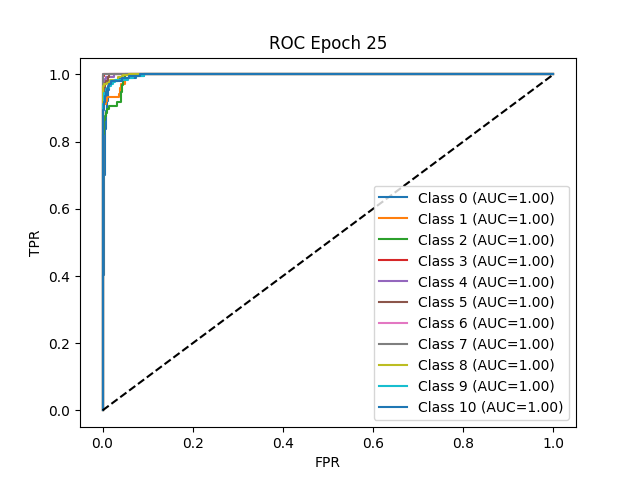 ROC Epoch 25
TPR
1.0
0.8
0.6
0.4
0.2
0.0
Class 0 (AUC=1.00)
Class 1 (AUC=1.00)
Class 2 (AUC=1.00)
Class 3 (AUC=1.00)
Class 4 (AUC=1.00)
Class 5 (AUC=1.00)
Class 6 (AUC=1.00)
Class 7 (AUC=1.00)
Class 8 (AUC=1.00)
Class 9 (AUC=1.00)
Class 10 (AUC=1.00)
0.0 0.2 0.4 0.6 0.8 1.0
FPR